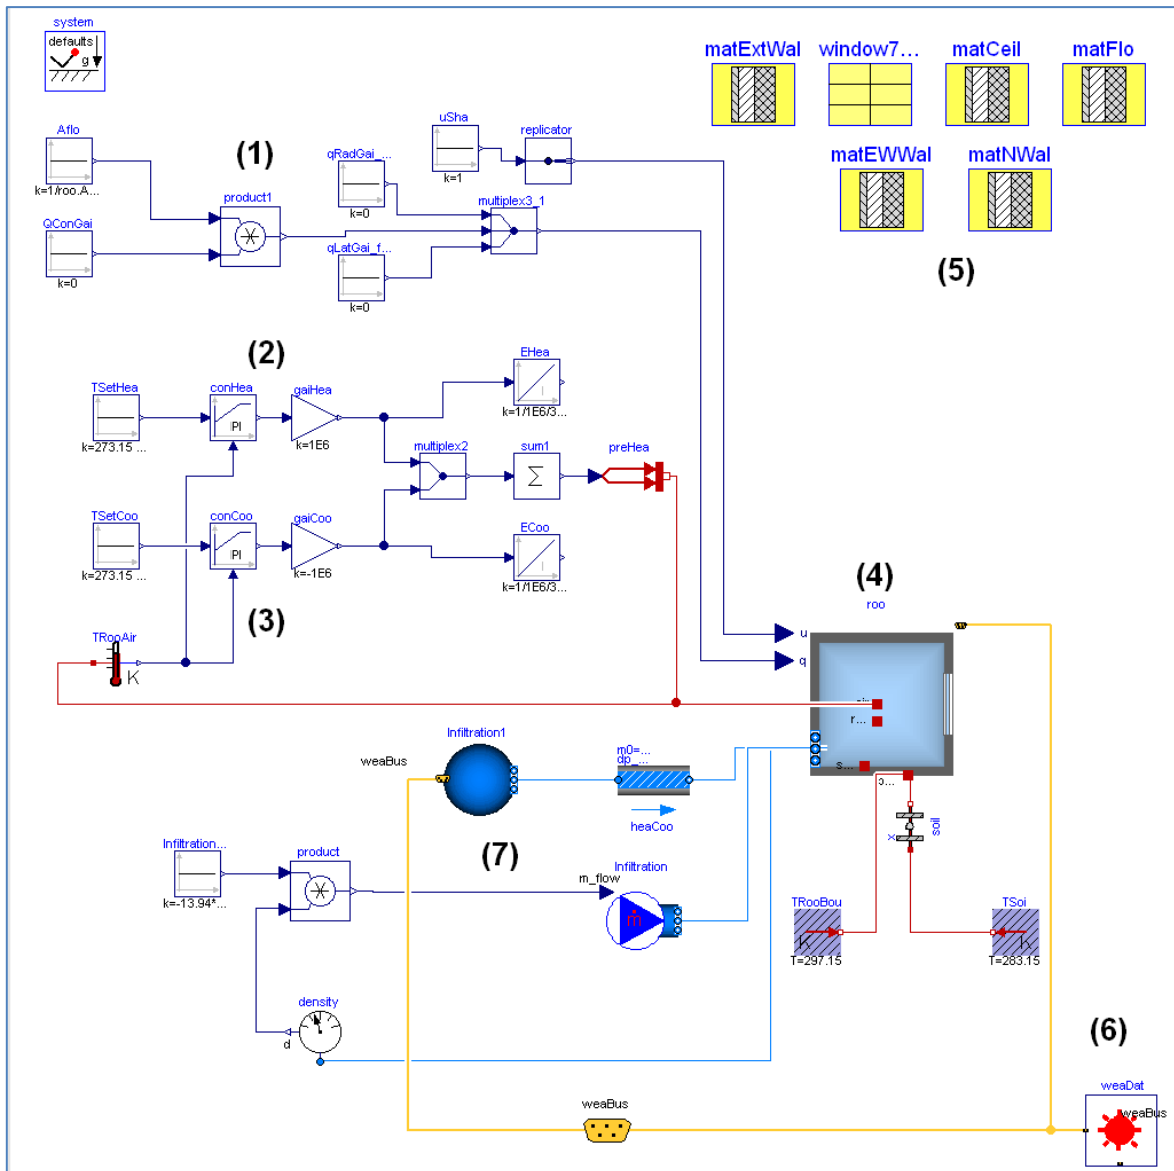 system
defaults
g
matExtWal
window7...
matCeil
matFlo
matEWWal
matNWal
(5)
Aflo
k=1/roo.A...
(1)
QConGai
k=0
product1
uSha
k=1
replicator
qRadGai_...
k=0
multiplex3_1
qLatGai_f...
k=0
(2)
TSetHea
k=273.15 ...
conHea
PI
gaiHea
k=1E6
EHea
I
k=1/1E6/3...
multiplex2
sum1
Σ
preHea
TSetCoo
k=273.15 ...
conCoo
PI
gaiCoo
k=-1E6
ECoo
I
k=1/1E6/3...
(3)
TRooAir
K
(4)
roo
u
q
r...
s...
weaBus
Infiltration1
m0=...
dp_...
heaCoo
(7)
Infiltration...
k=-13.94*...
product
m_flow
Infiltration
m
density
d
soil
x
TRooBou
K
T=297.15
TSoi
K
T=283.15
(6)
weaDat
weaBus
weaBus